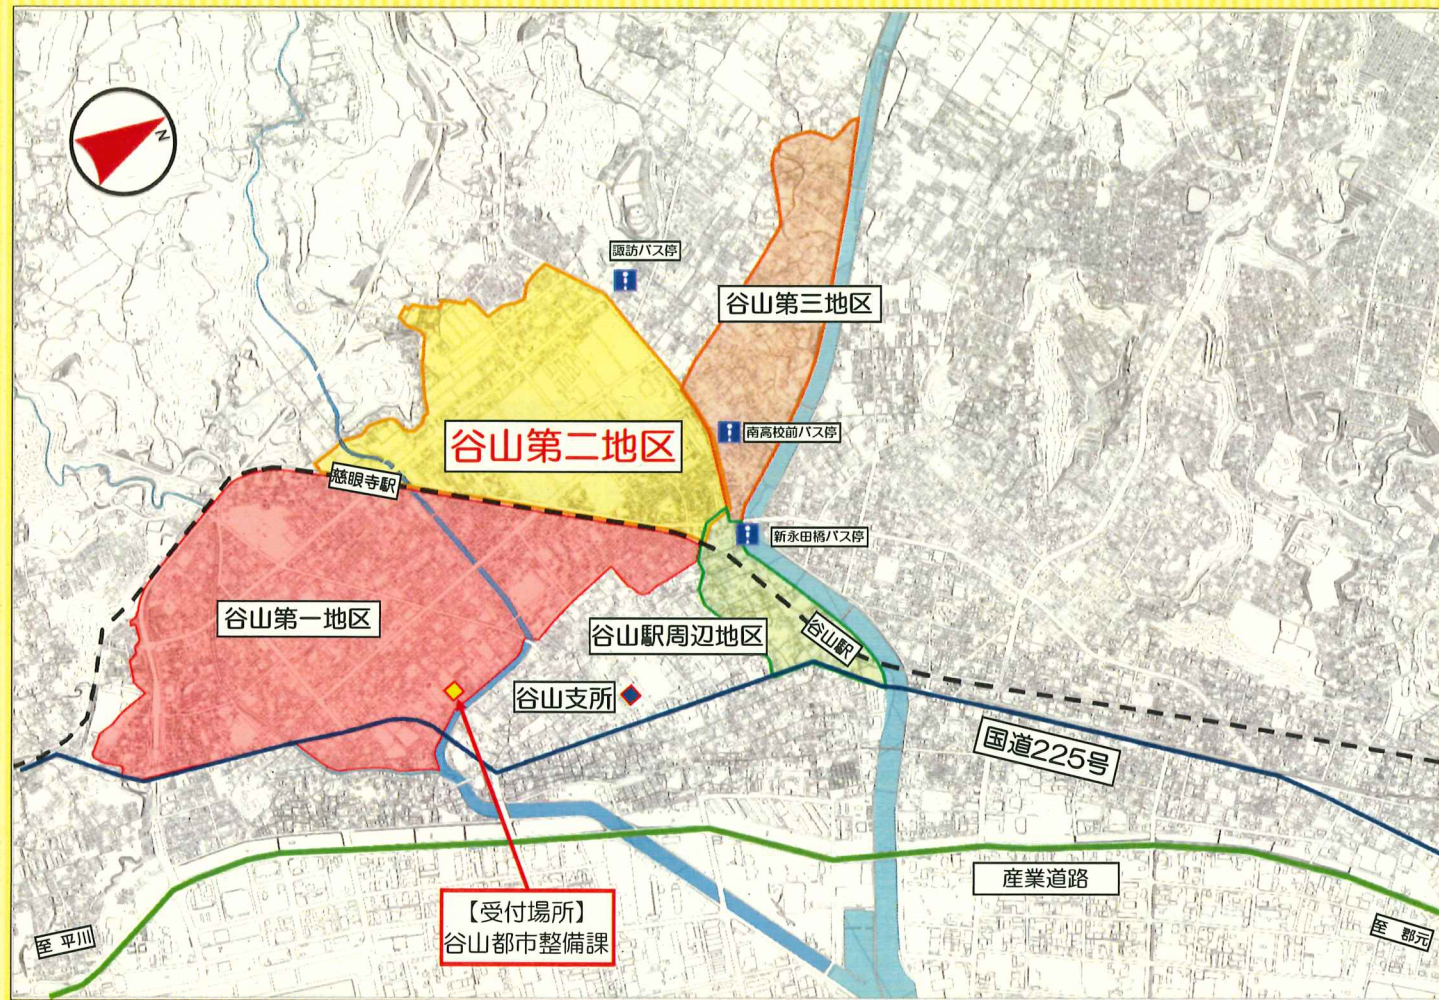 N
諏訪バス停
谷山第三地区
谷山第二地区
南高校前バス停
慈眼寺駅
新永田橋バス停
谷山第一地区
谷山駅周辺地区
谷山駅
谷山支所
国道225号
産業道路
【受付場所】
谷山都市整備課
至 平川
至 郡元